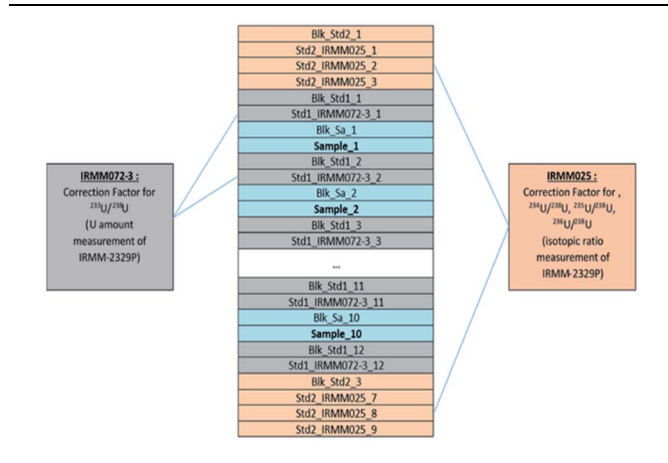 Blk_Std2_1
Std2_IRMM025_1
Std2_IRMM025_2
Std2_IRMM025_3
Blk_Std1_1
Std1_IRMM072-3_1
Blk_Sa_1
Sample_1
Blk_Std1_2
Std1_IRMM072-3_2
Blk_Sa_2
Sample_2
Blk_Std1_3
Std1_IRMM072-3_3
...
Blk_Std1_11
Std1_IRMM072-3_11
Blk_Sa_10
Sample_10
Blk_Std1_12
Std1_IRMM072-3_12
Blk_Std2_3
Std2_IRMM025_7
Std2_IRMM025_8
Std2_IRMM025_9
IRMM072-3 :
Correction Factor for
²³³U/²³⁸U
(U amount
measurement of
IRMM-2329P)
IRMM025 :
Correction Factor for ,
²³⁴U/²³⁸U, ²³⁵U/²³⁸U,
²³⁶U/²³⁸U
(isotopic ratio
measurement of
IRMM-2329P)